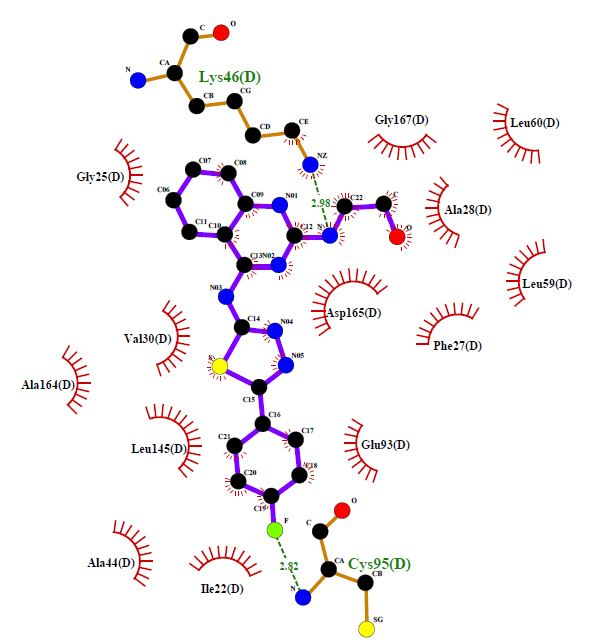 C O
CA
N Lys46(D)
CB CG
CD CE
Gly167(D) Leu60(D)
NZ
C07 C08
Gly25(D)
C06 C09 N01 2.98 C22 C
Ala28(D)
C11 C10 C12 N O
C13 N02
Leu59(D)
N03
Asp165(D)
C14 N04
Val30(D) Phe27(D)
S N05
Ala164(D)
C15
C16
C21 C17
Leu145(D) Glu93(D)
C20 C18
C19 O
F C
Ala44(D) 2.82 CA Cys95(D)
CB
Ile22(D) N
SG